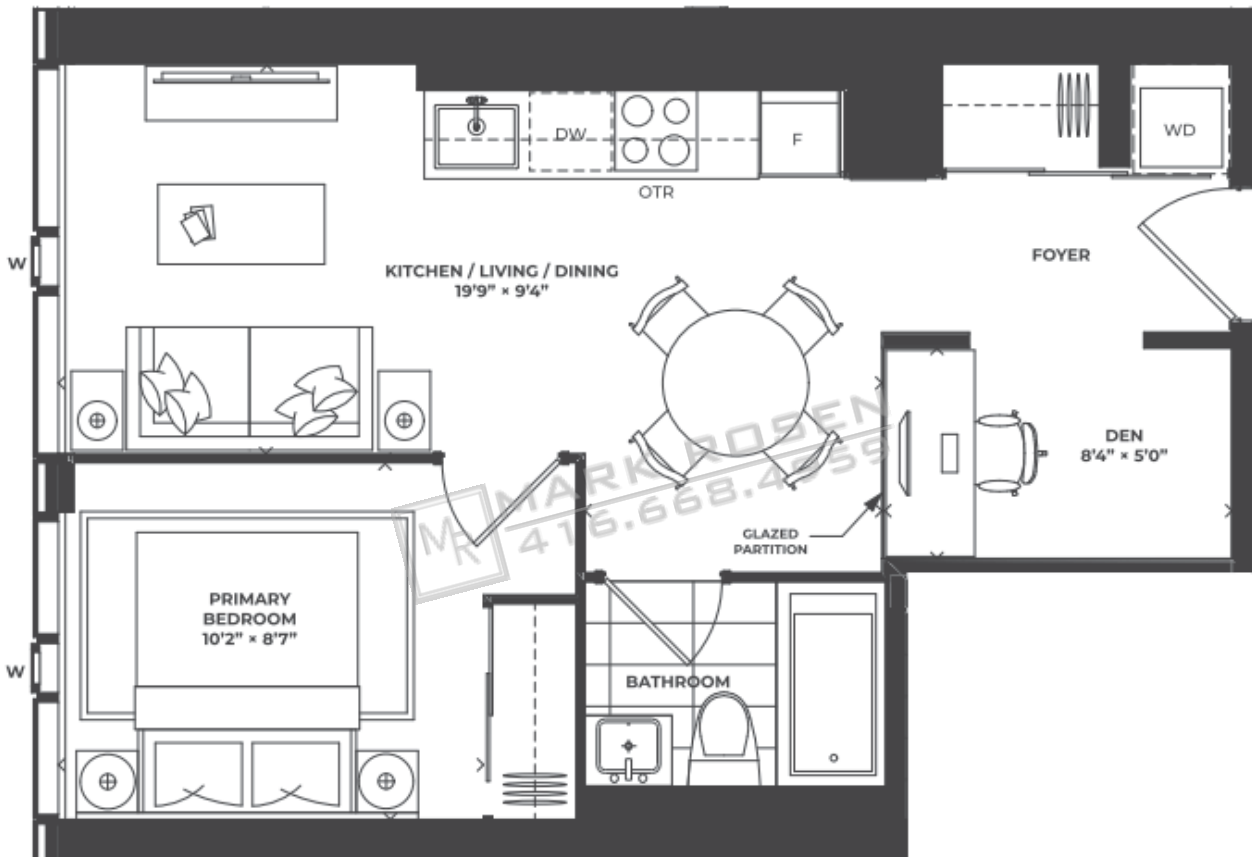 DW
F
WD
OTR
W
KITCHEN / LIVING / DINING
19'9" × 9'4"
FOYER
DEN
8'4" × 5'0"
MR
MARK ROSEN
416.668.4959
GLAZED
PARTITION
PRIMARY
BEDROOM
10'2" × 8'7"
W
BATHROOM